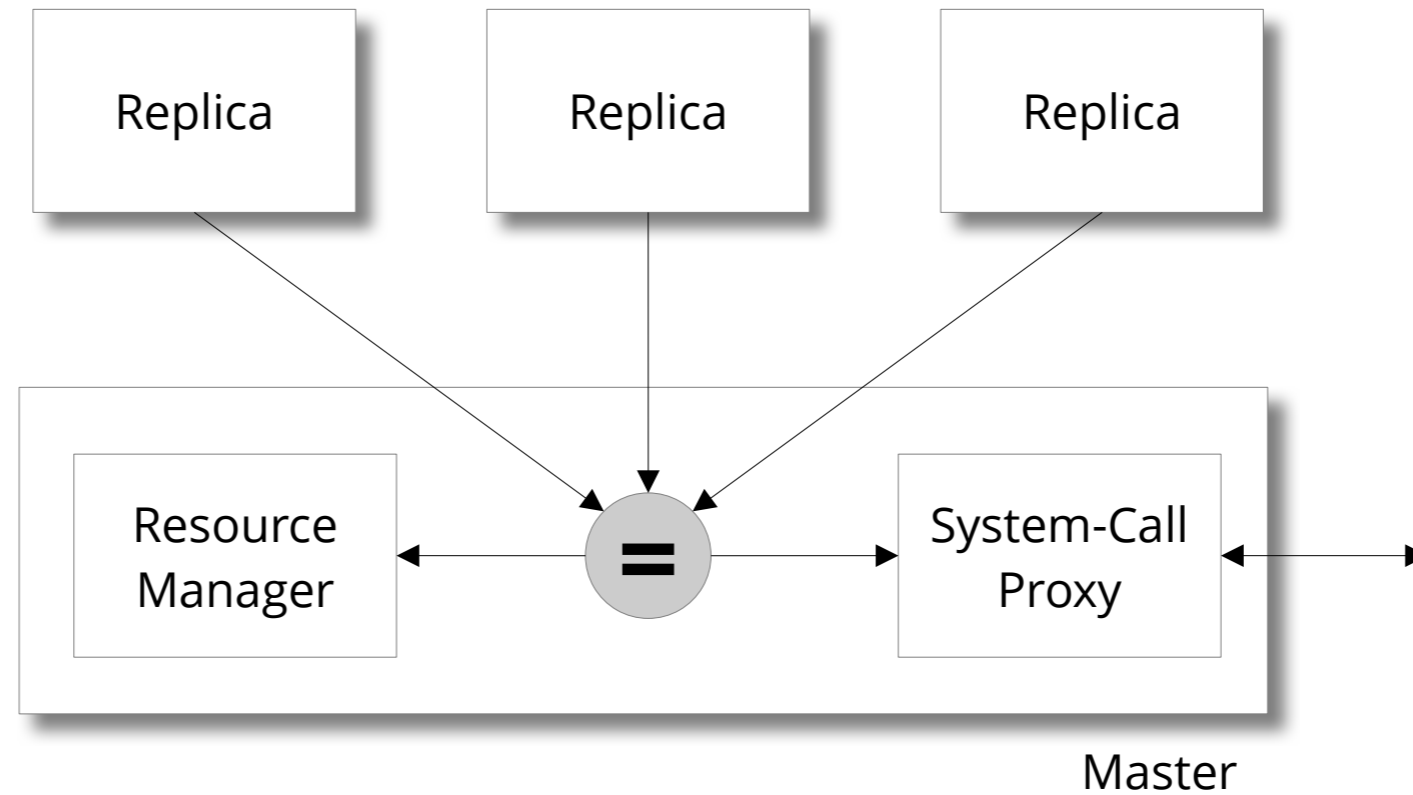 Replica
Replica
Replica
Resource
Manager
=
System-Call
Proxy
Master